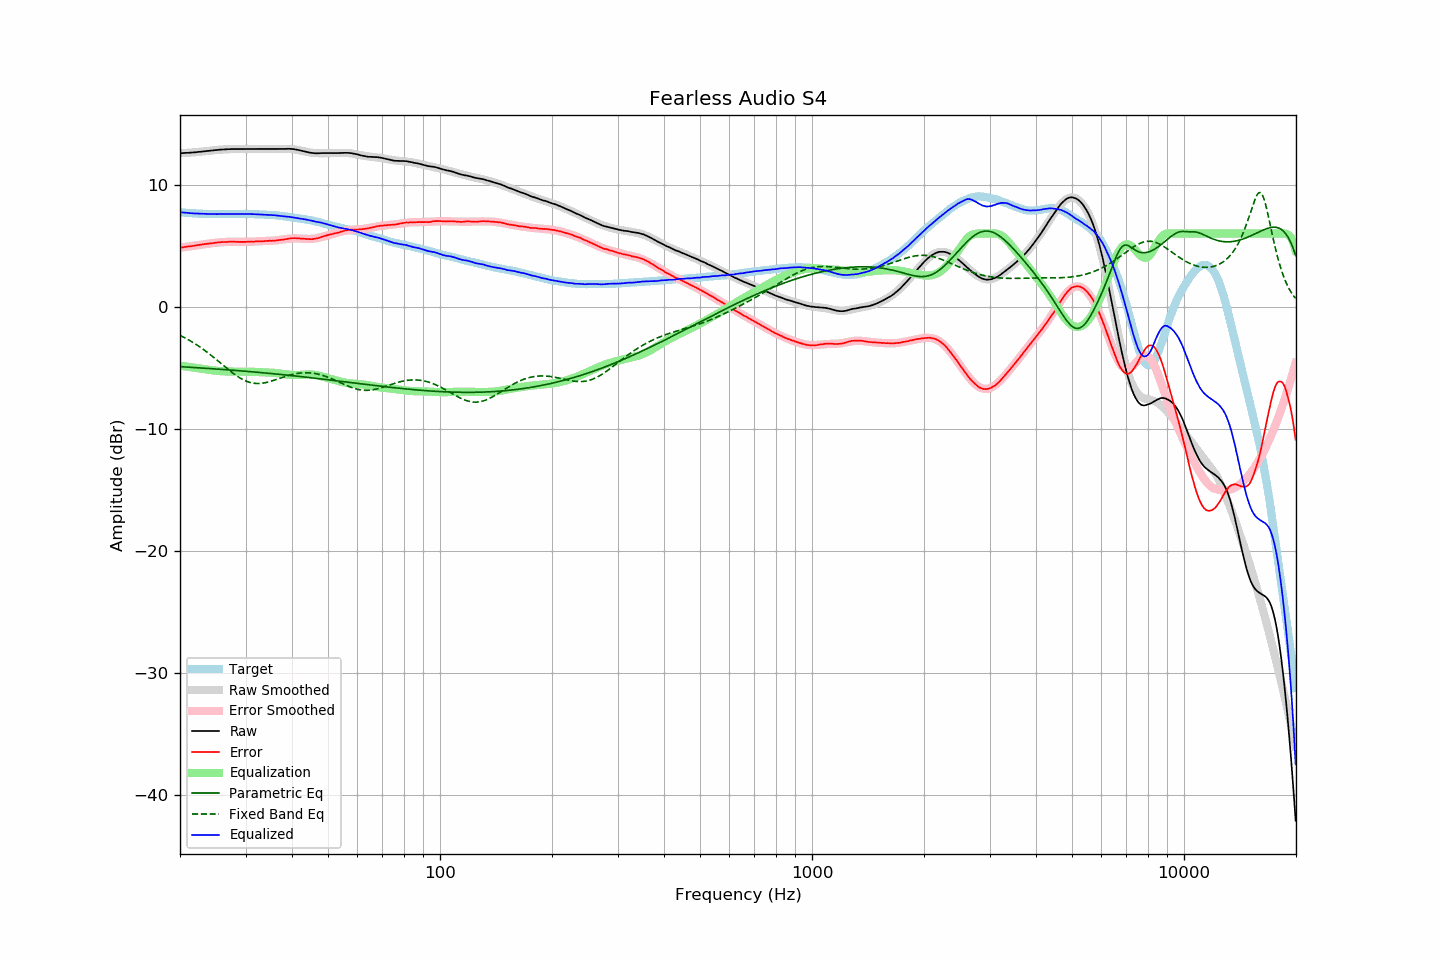 Fearless Audio S4
Amplitude (dBr)
10
0
−10
−20
−30
−40
Target
Raw Smoothed
Error Smoothed
Raw
Error
Equalization
Parametric Eq
Fixed Band Eq
Equalized
100
1000
10000
Frequency (Hz)